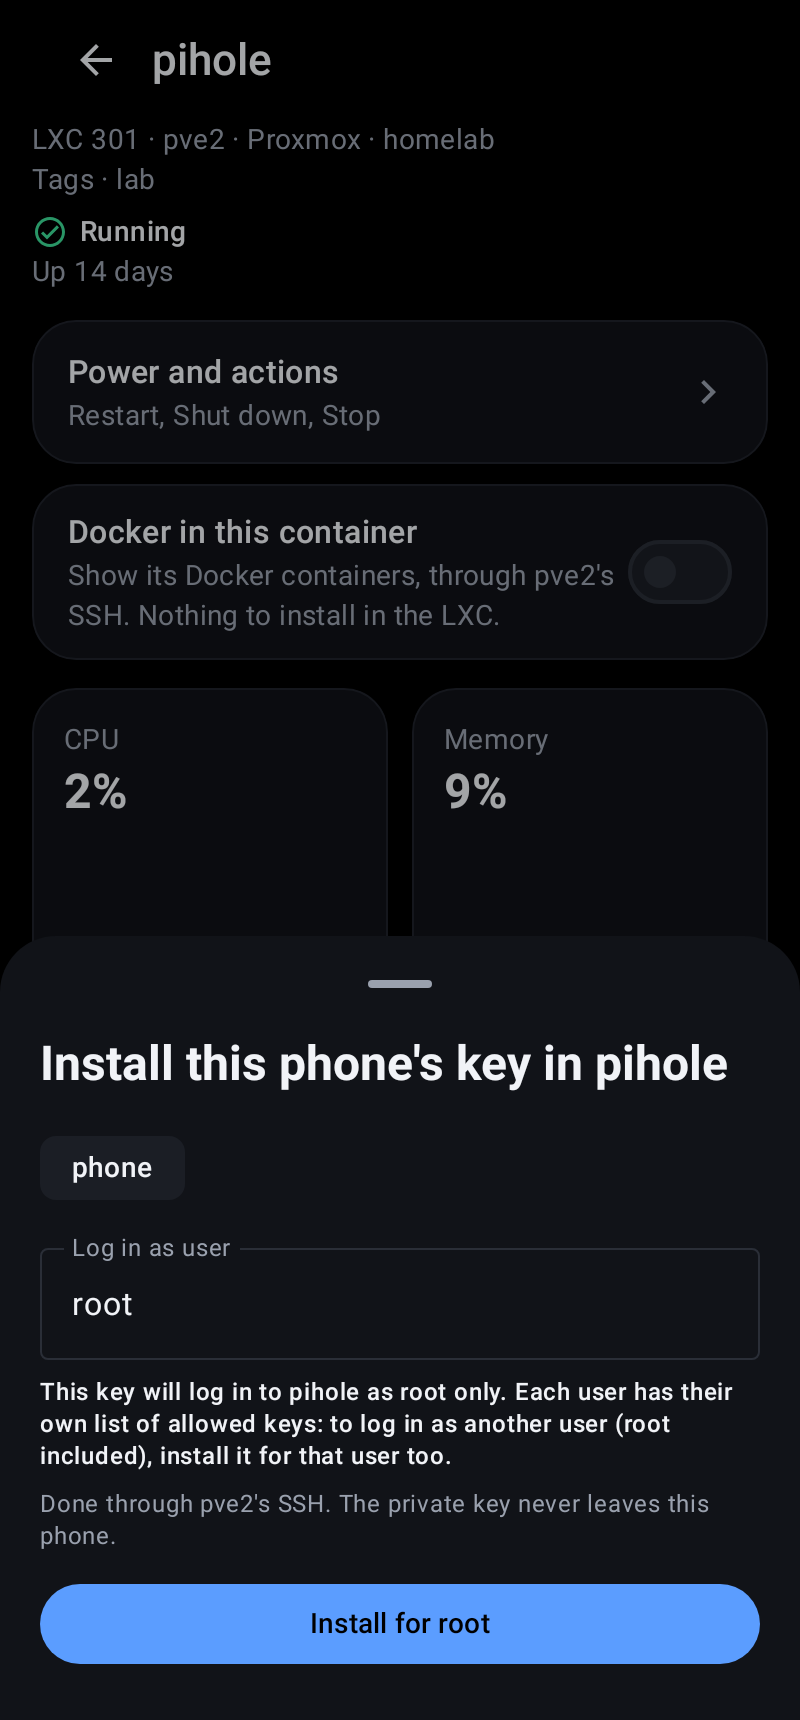 pihole
LXC 301 · pve2 · Proxmox · homelab
Tags · lab
Running
Up 14 days
Power and actions
Restart, Shut down, Stop
Docker in this container
Show its Docker containers, through pve2's
SSH. Nothing to install in the LXC.
CPU
2%
Memory
9%
Install this phone's key in pihole
phone
Log in as user
root
This key will log in to pihole as root only. Each user has their
own list of allowed keys: to log in as another user (root
included), install it for that user too.
Done through pve2's SSH. The private key never leaves this
phone.
Install for root